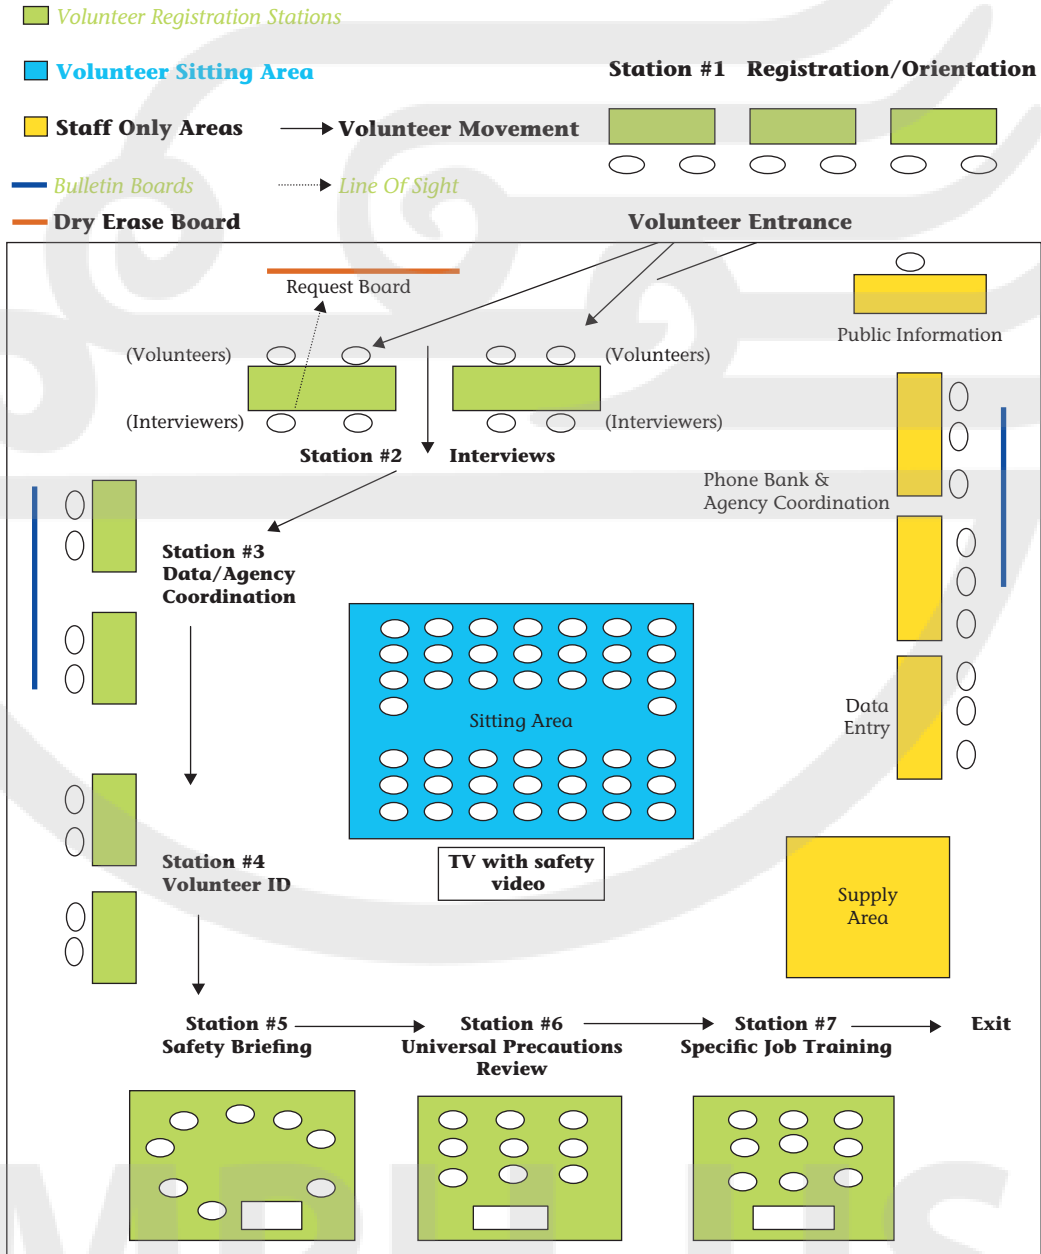 Volunteer Registration Stations
Volunteer Sitting Area
Station #1 Registration/Orientation
Staff Only Areas
Volunteer Movement
Bulletin Boards
Line Of Sight
Dry Erase Board
Volunteer Entrance
Request Board
Public Information
(Volunteers)
(Volunteers)
(Interviewers)
(Interviewers)
Station #2
Interviews
Phone Bank &
Agency Coordination
Station #3
Data/Agency
Coordination
Sitting Area
Data
Entry
TV with safety
video
Station #4
Volunteer ID
Supply
Area
Station #5
Safety Briefing
Station #6
Universal Precautions
Review
Station #7
Specific Job Training
Exit